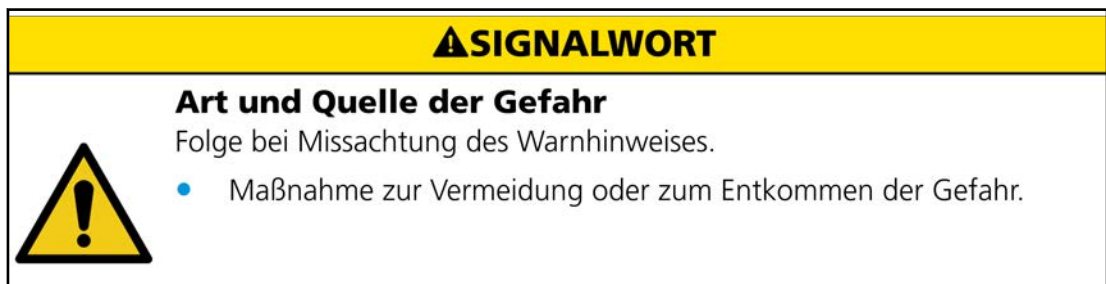 ⚠SIGNALWORT
Art und Quelle der Gefahr
Folge bei Missachtung des Warnhinweises.
• Maßnahme zur Vermeidung oder zum Entkommen der Gefahr.